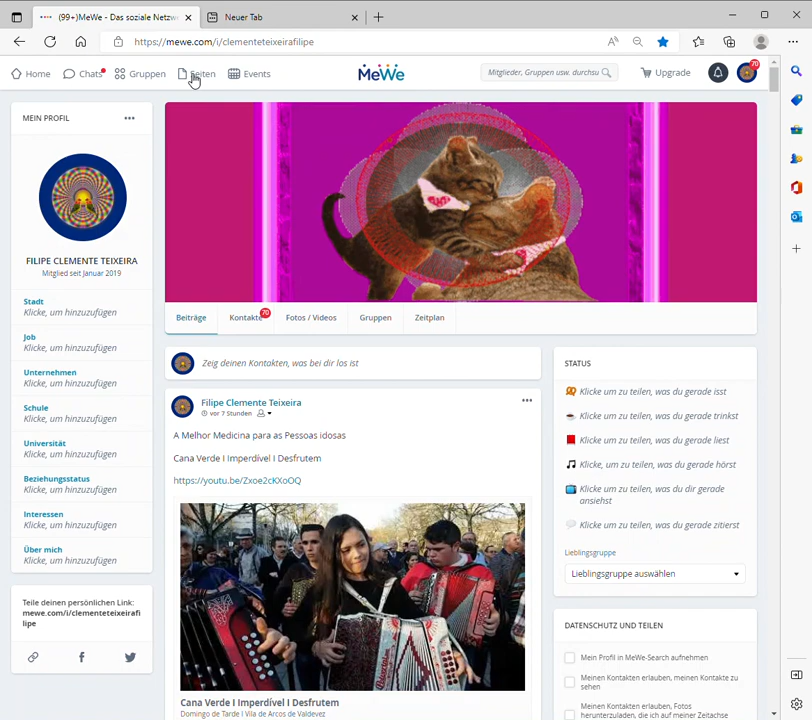 (99+)MeWe - Das soziale Netzwe
Neuer Tab
https://mewe.com/i/clementeteixeirafilipe
Home
Chats
Gruppen
Seiten
Events
MeWe
Mitglieder, Gruppen usw. durchsu
Upgrade
70
MEIN PROFIL
FILIPE CLEMENTE TEIXEIRA
Mitglied seit Januar 2019
Stadt
Klicke, um hinzuzufügen
Job
Klicke, um hinzuzufügen
Unternehmen
Klicke, um hinzuzufügen
Schule
Klicke, um hinzuzufügen
Universität
Klicke, um hinzuzufügen
Beziehungsstatus
Klicke, um hinzuzufügen
Interessen
Klicke, um hinzuzufügen
Über mich
Klicke, um hinzuzufügen
Teile deinen persönlichen Link:
mewe.com/i/clementeteixeirafi
lipe
Beiträge
Kontakte
70
Fotos / Videos
Gruppen
Zeitplan
Zeig deinen Kontakten, was bei dir los ist
Filipe Clemente Teixeira
vor 7 Stunden
A Melhor Medicina para as Pessoas idosas
Cana Verde I Imperdível I Desfrutem
https://youtu.be/Zxoe2cKXoOQ
Cana Verde I Imperdível I Desfrutem
Domingo de Tarde I Vila de Arcos de Valdevez
STATUS
Klicke um zu teilen, was du gerade isst
Klicke um zu teilen, was du gerade trinkst
Klicke um zu teilen, was du gerade liest
Klicke, um zu teilen, was du gerade hörst
Klicke um zu teilen, was du dir gerade
ansiehst
Klicke um zu teilen, was du gerade zitierst
Lieblingsgruppe
Lieblingsgruppe auswählen
DATENSCHUTZ UND TEILEN
Mein Profil in MeWe-Search aufnehmen
Meinen Kontakten erlauben, meinen Kontakte zu
sehen
Meinen Kontakten erlauben, Fotos
herunterzuladen, die ich auf meiner Zeitachse